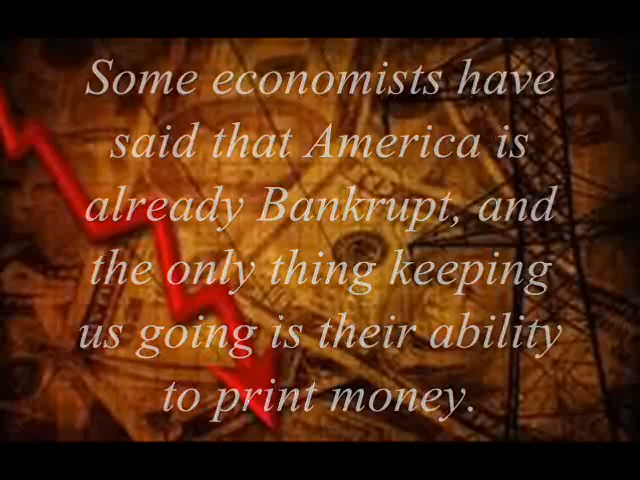 Some economists have
said that America is
already Bankrupt, and
the only thing keeping
us going is their ability
to print money.